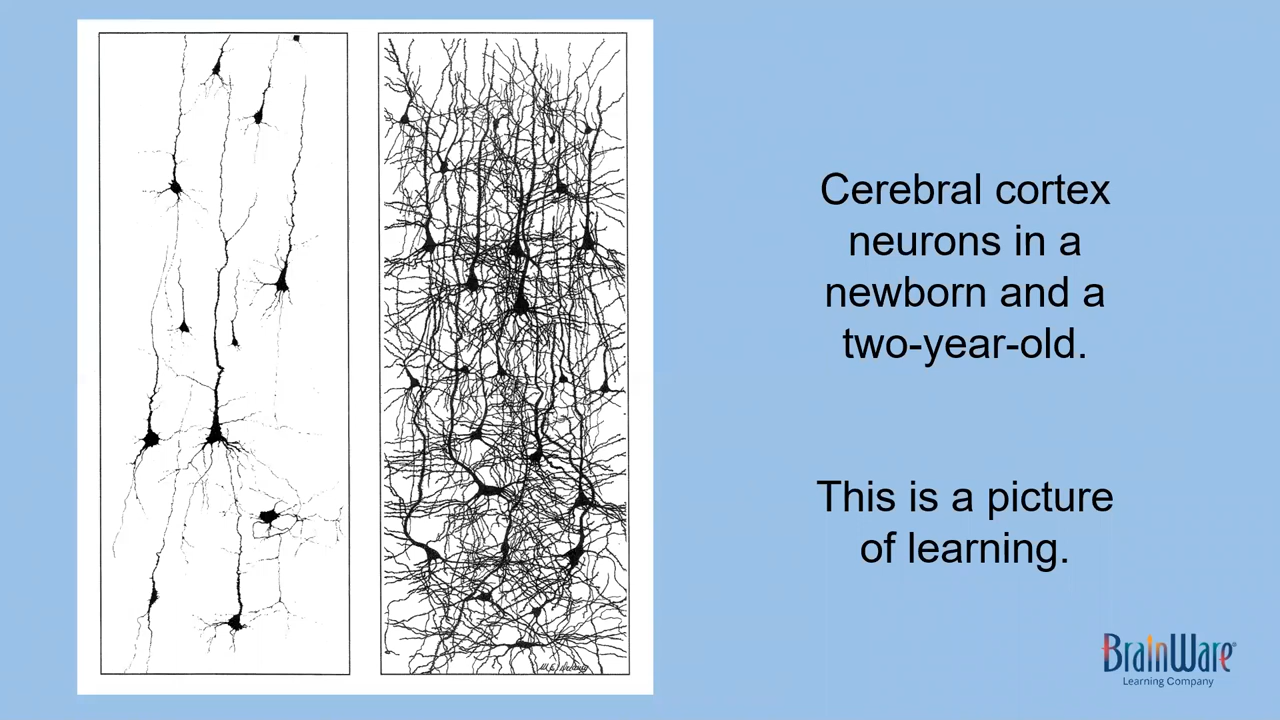 Cerebral cortex
neurons in a
newborn and a
two-year-old.
This is a picture
of learning.
BrainWare®
Learning Company